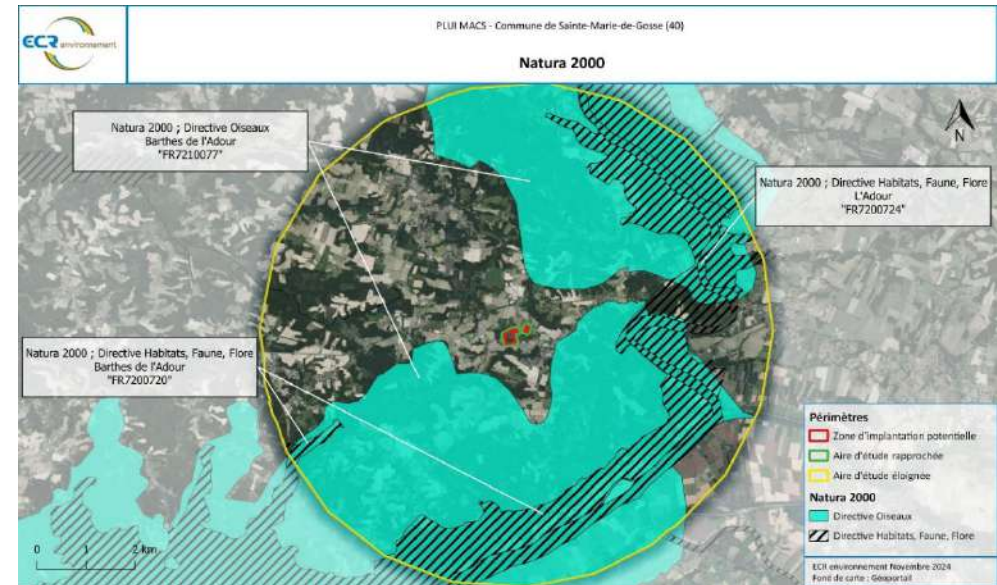 ECR environnement
PLUI MACS - Commune de Sainte-Marie-de-Gosse (40)
Natura 2000
Natura 2000 ; Directive Oiseaux
Barthes de l'Adour
"FR7210077"
N
Natura 2000 ; Directive Habitats, Faune, Flore
L'Adour
"FR7200724"
Natura 2000 ; Directive Habitats, Faune, Flore
Barthes de l'Adour
"FR7200720"
Périmètres
Zone d'implantation potentielle
Aire d'étude rapprochée
Aire d'étude éloignée
Natura 2000
Directive Oiseaux
Directive Habitats, Faune, Flore
0 1 2 km
ECR environnement Novembre 2024
Fond de carte : Géoportail